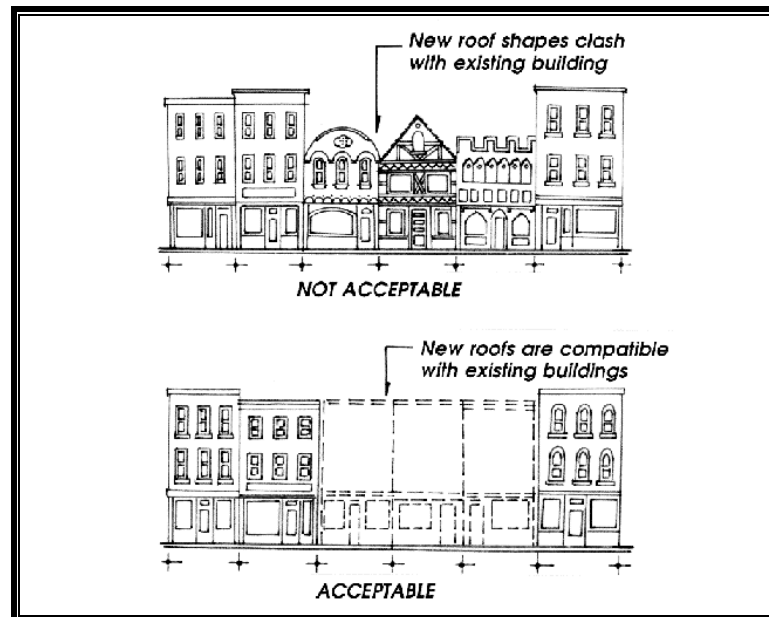 New roof shapes clash
with existing building
NOT ACCEPTABLE
New roofs are compatible
with existing buildings
ACCEPTABLE